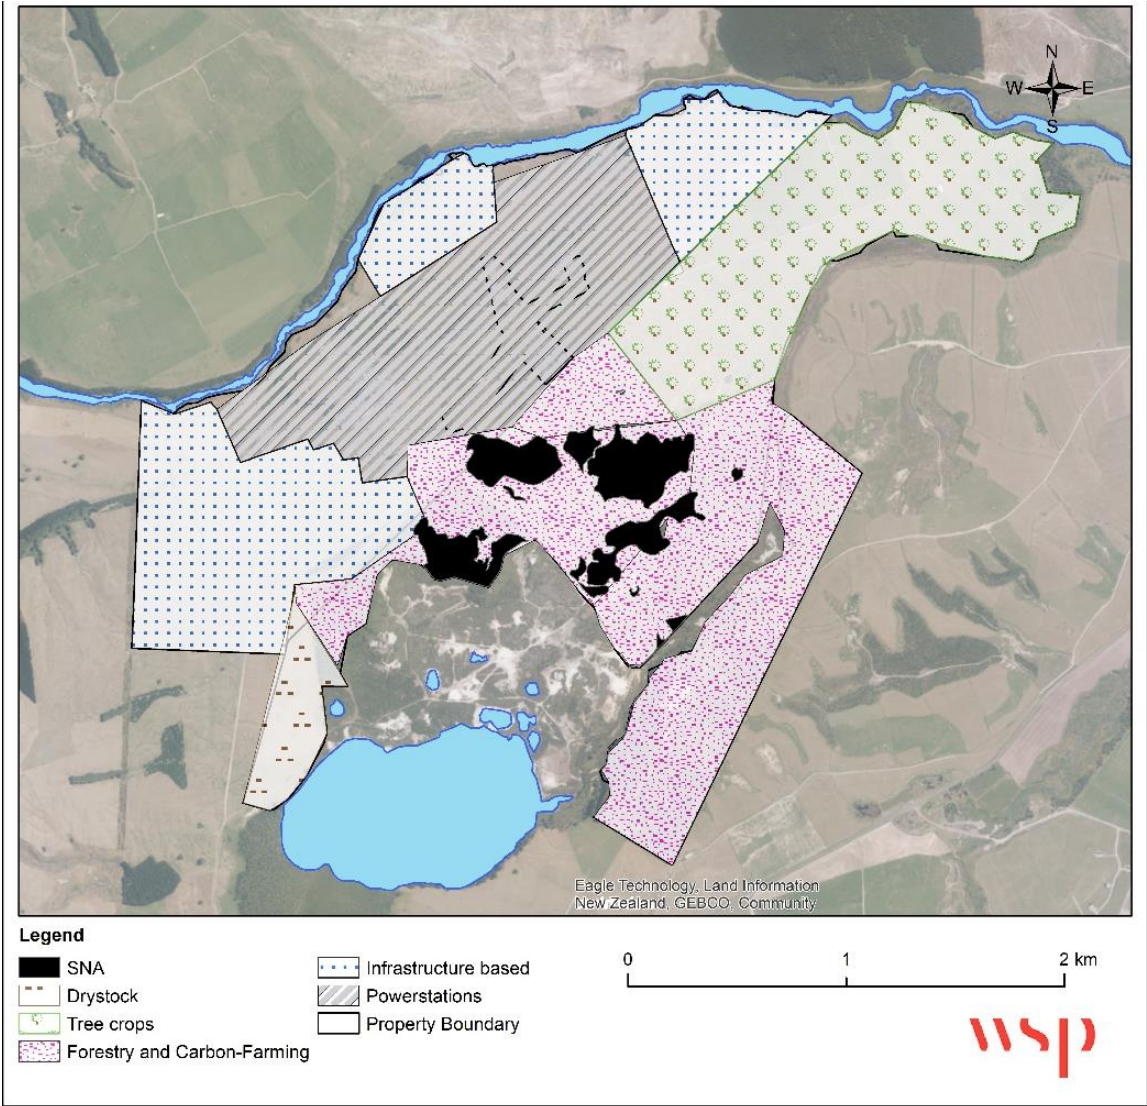 N
W E
S
Eagle Technology, Land Information
New Zealand, GEBCO, Community
Legend
SNA
Drystock
Tree crops
Forestry and Carbon-Farming
Infrastructure based
Powerstations
Property Boundary
0 1 2 km
wsp